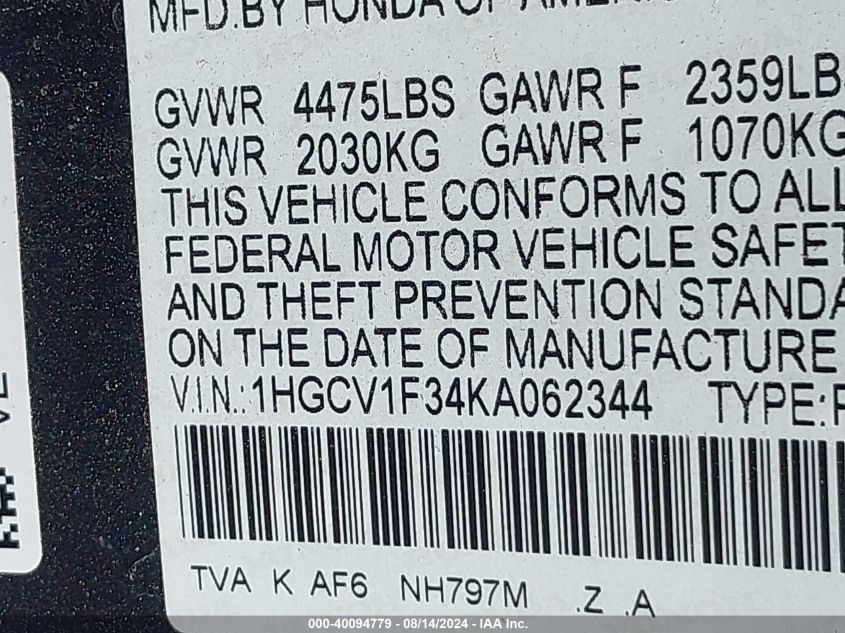 MFD.BY HONDA OF AMERIC
GVWR 4475LBS GAWR F 2359LB
GVWR 2030KG GAWR F 1070KG
THIS VEHICLE CONFORMS TO ALL
FEDERAL MOTOR VEHICLE SAFET
AND THEFT PREVENTION STANDA
ON THE DATE OF MANUFACTURE
V.I.N.:1HGCV1F34KA062344 TYPE:P
TVA K AF6 NH797M .Z .A
000-40094779 - 08/14/2024 - IAA Inc.